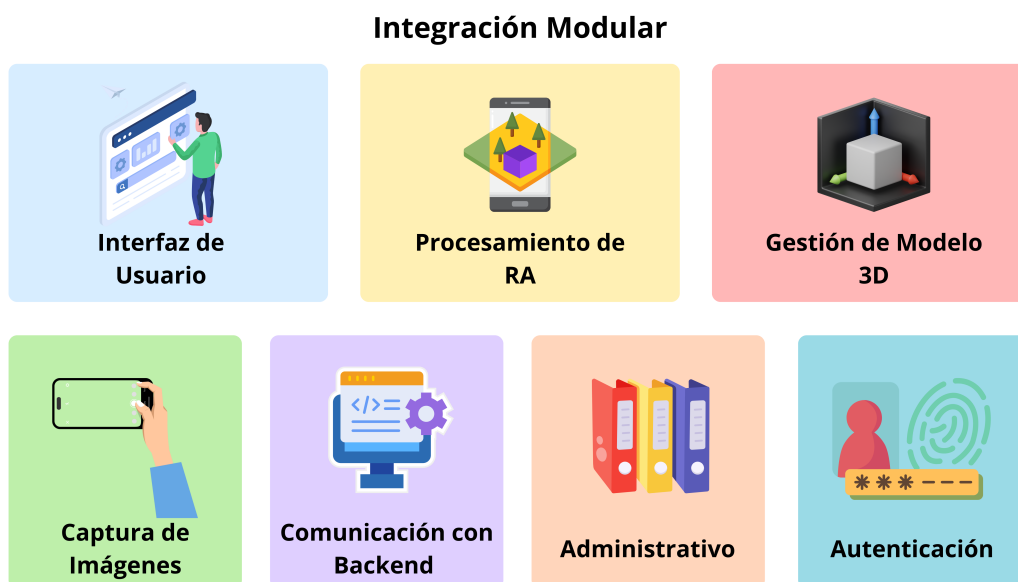 Integración Modular
Interfaz de
Usuario
Procesamiento de
RA
Gestión de Modelo
3D
Captura de
Imágenes
Comunicación con
Backend
Administrativo
Autenticación